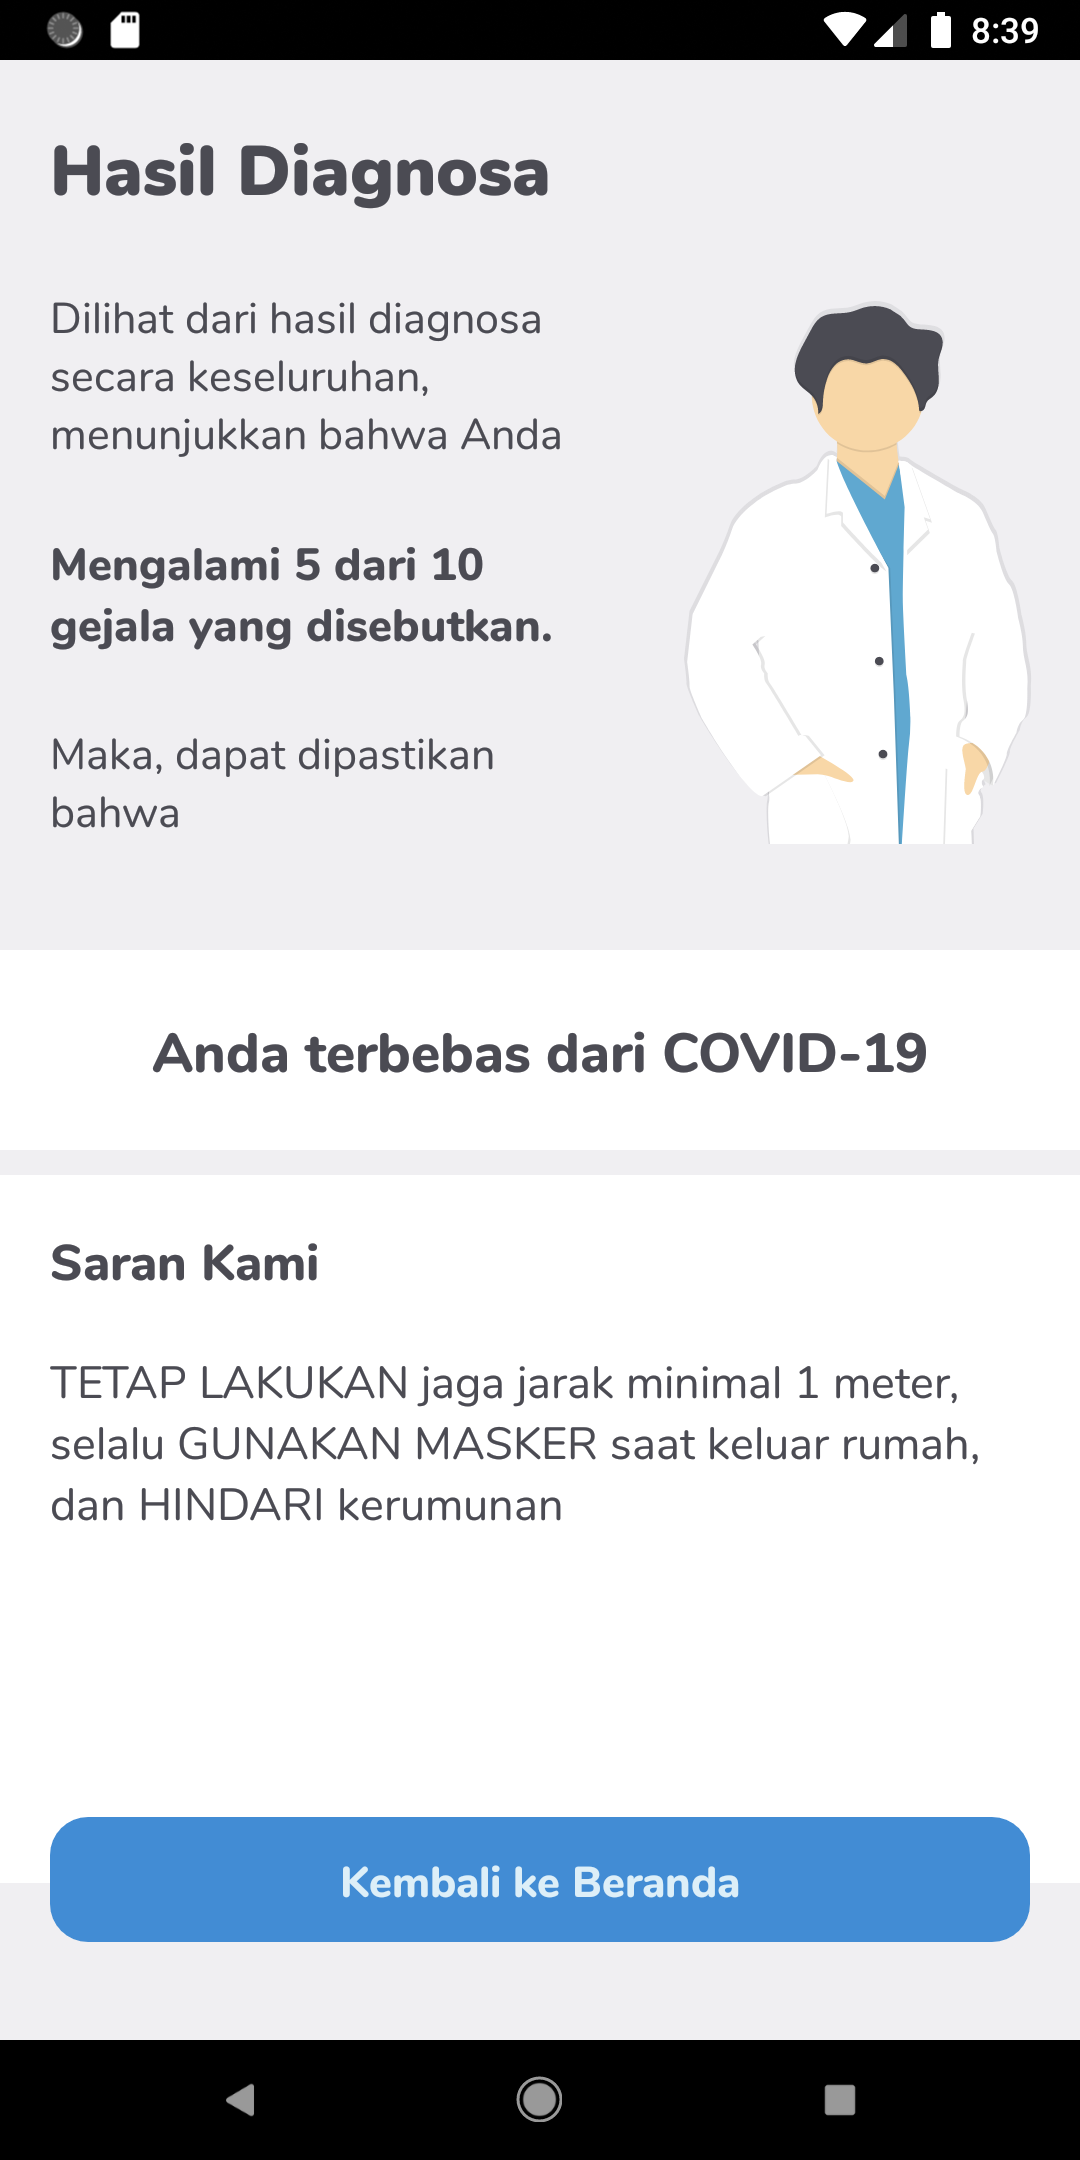 8:39
Hasil Diagnosa
Dilihat dari hasil diagnosa
secara keseluruhan,
menunjukkan bahwa Anda
Mengalami 5 dari 10
gejala yang disebutkan.
Maka, dapat dipastikan
bahwa
Anda terbebas dari COVID-19
Saran Kami
TETAP LAKUKAN jaga jarak minimal 1 meter,
selalu GUNAKAN MASKER saat keluar rumah,
dan HINDARI kerumunan
Kembali ke Beranda